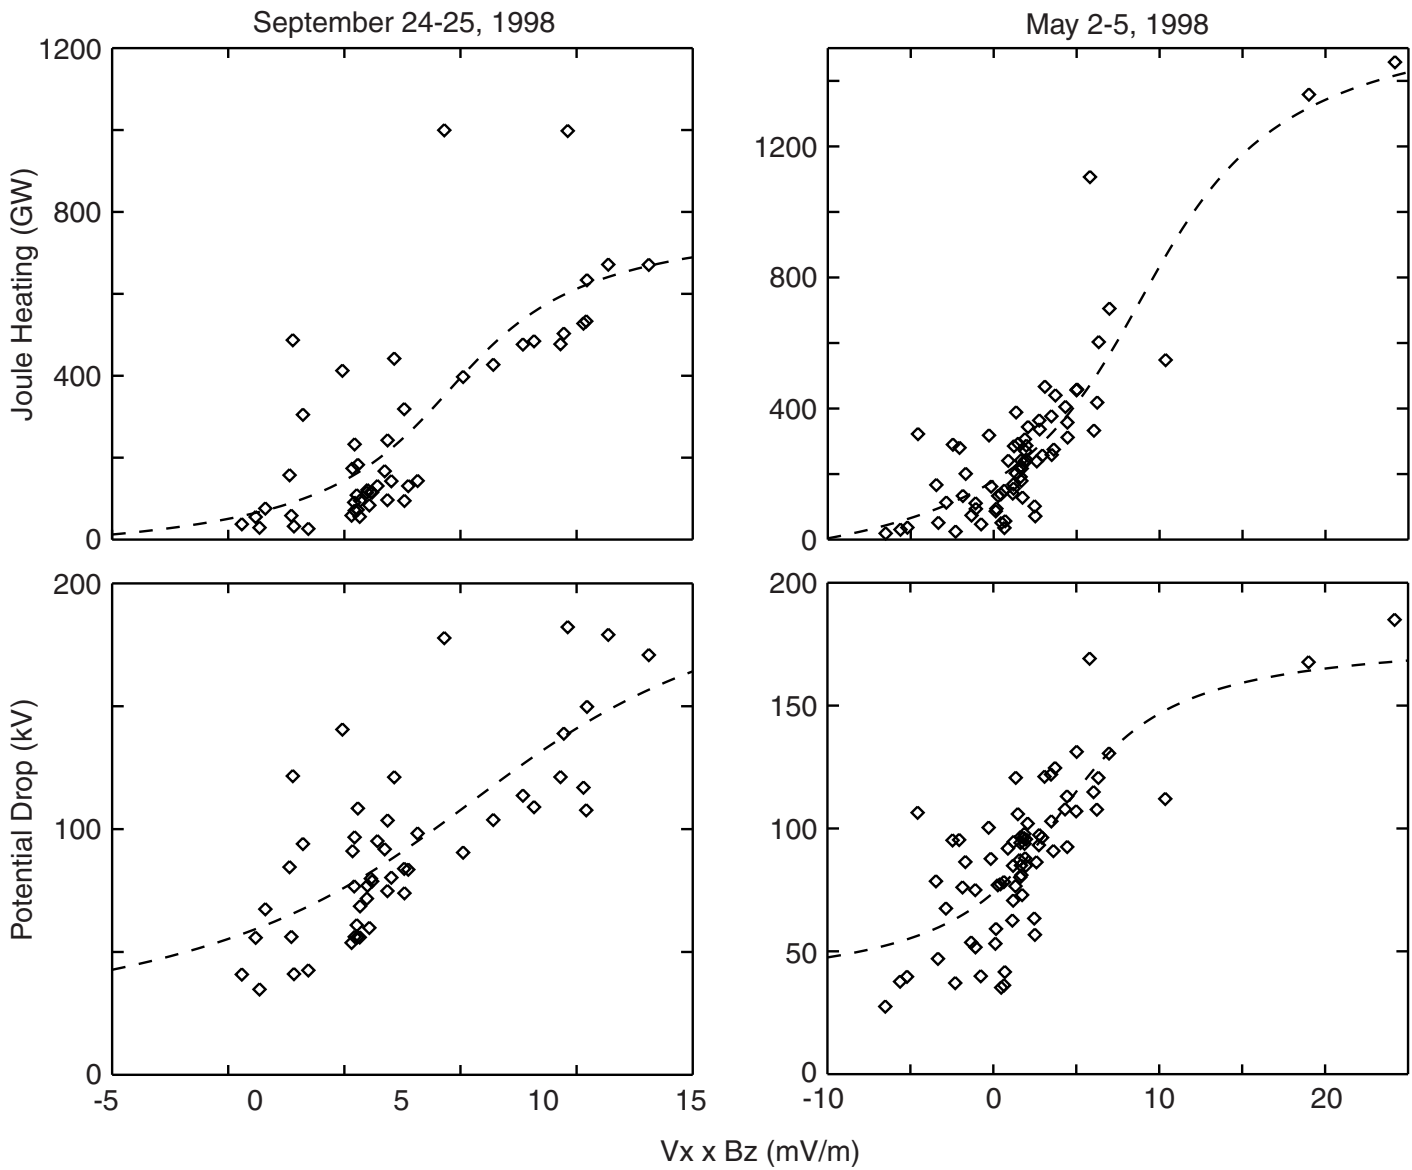 September 24-25, 1998
May 2-5, 1998
Joule Heating (GW)
1200
800
400
0
1200
800
400
0
Potential Drop (kV)
200
100
0
200
150
100
50
0
-5 0 5 10 15
-10 0 10 20
Vx x Bz (mV/m)